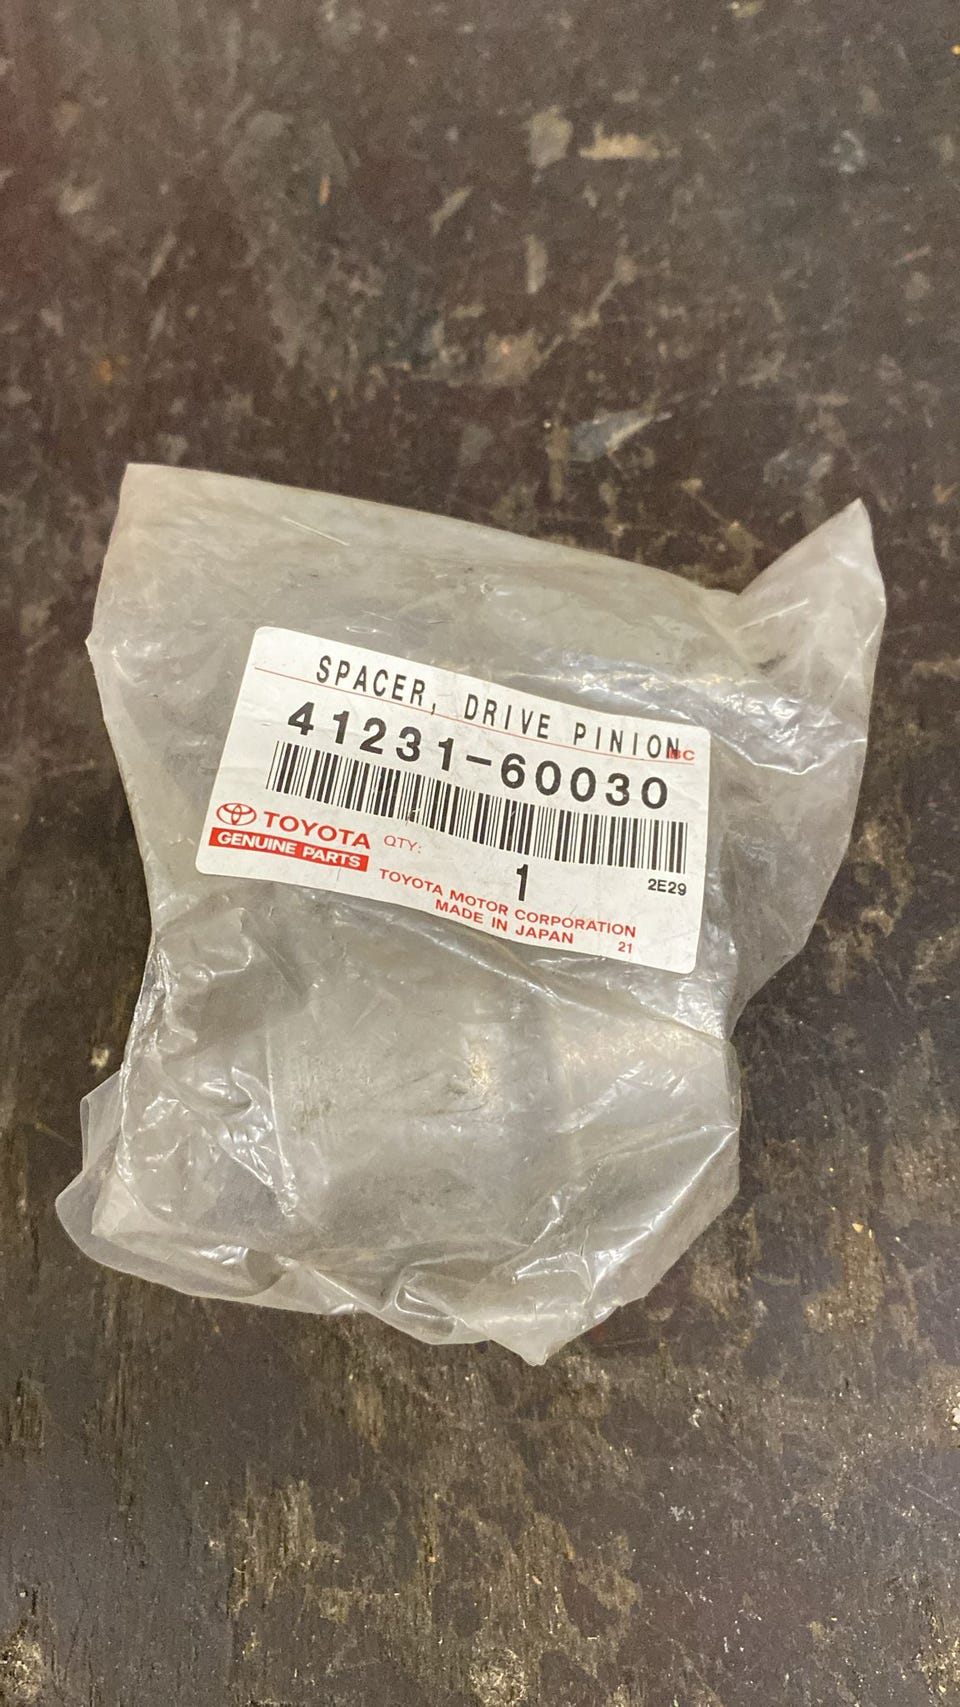 SPACER, DRIVE PINION
41231-60030
TOYOTA
GENUINE PARTS
QTY:
1
2E29
TOYOTA MOTOR CORPORATION
MADE IN JAPAN
21